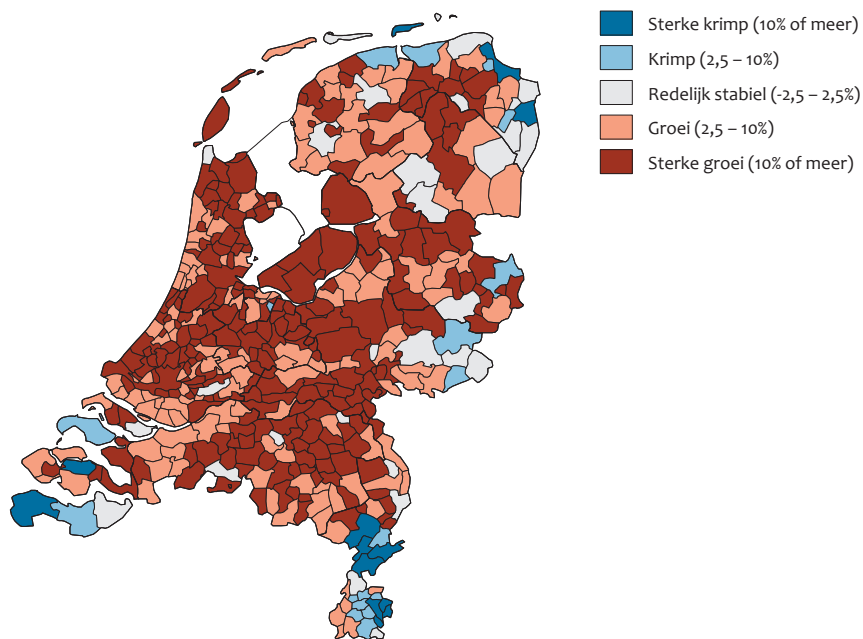 Sterke krimp (10% of meer)
Krimp (2,5 – 10%)
Redelijk stabiel (-2,5 – 2,5%)
Groei (2,5 – 10%)
Sterke groei (10% of meer)